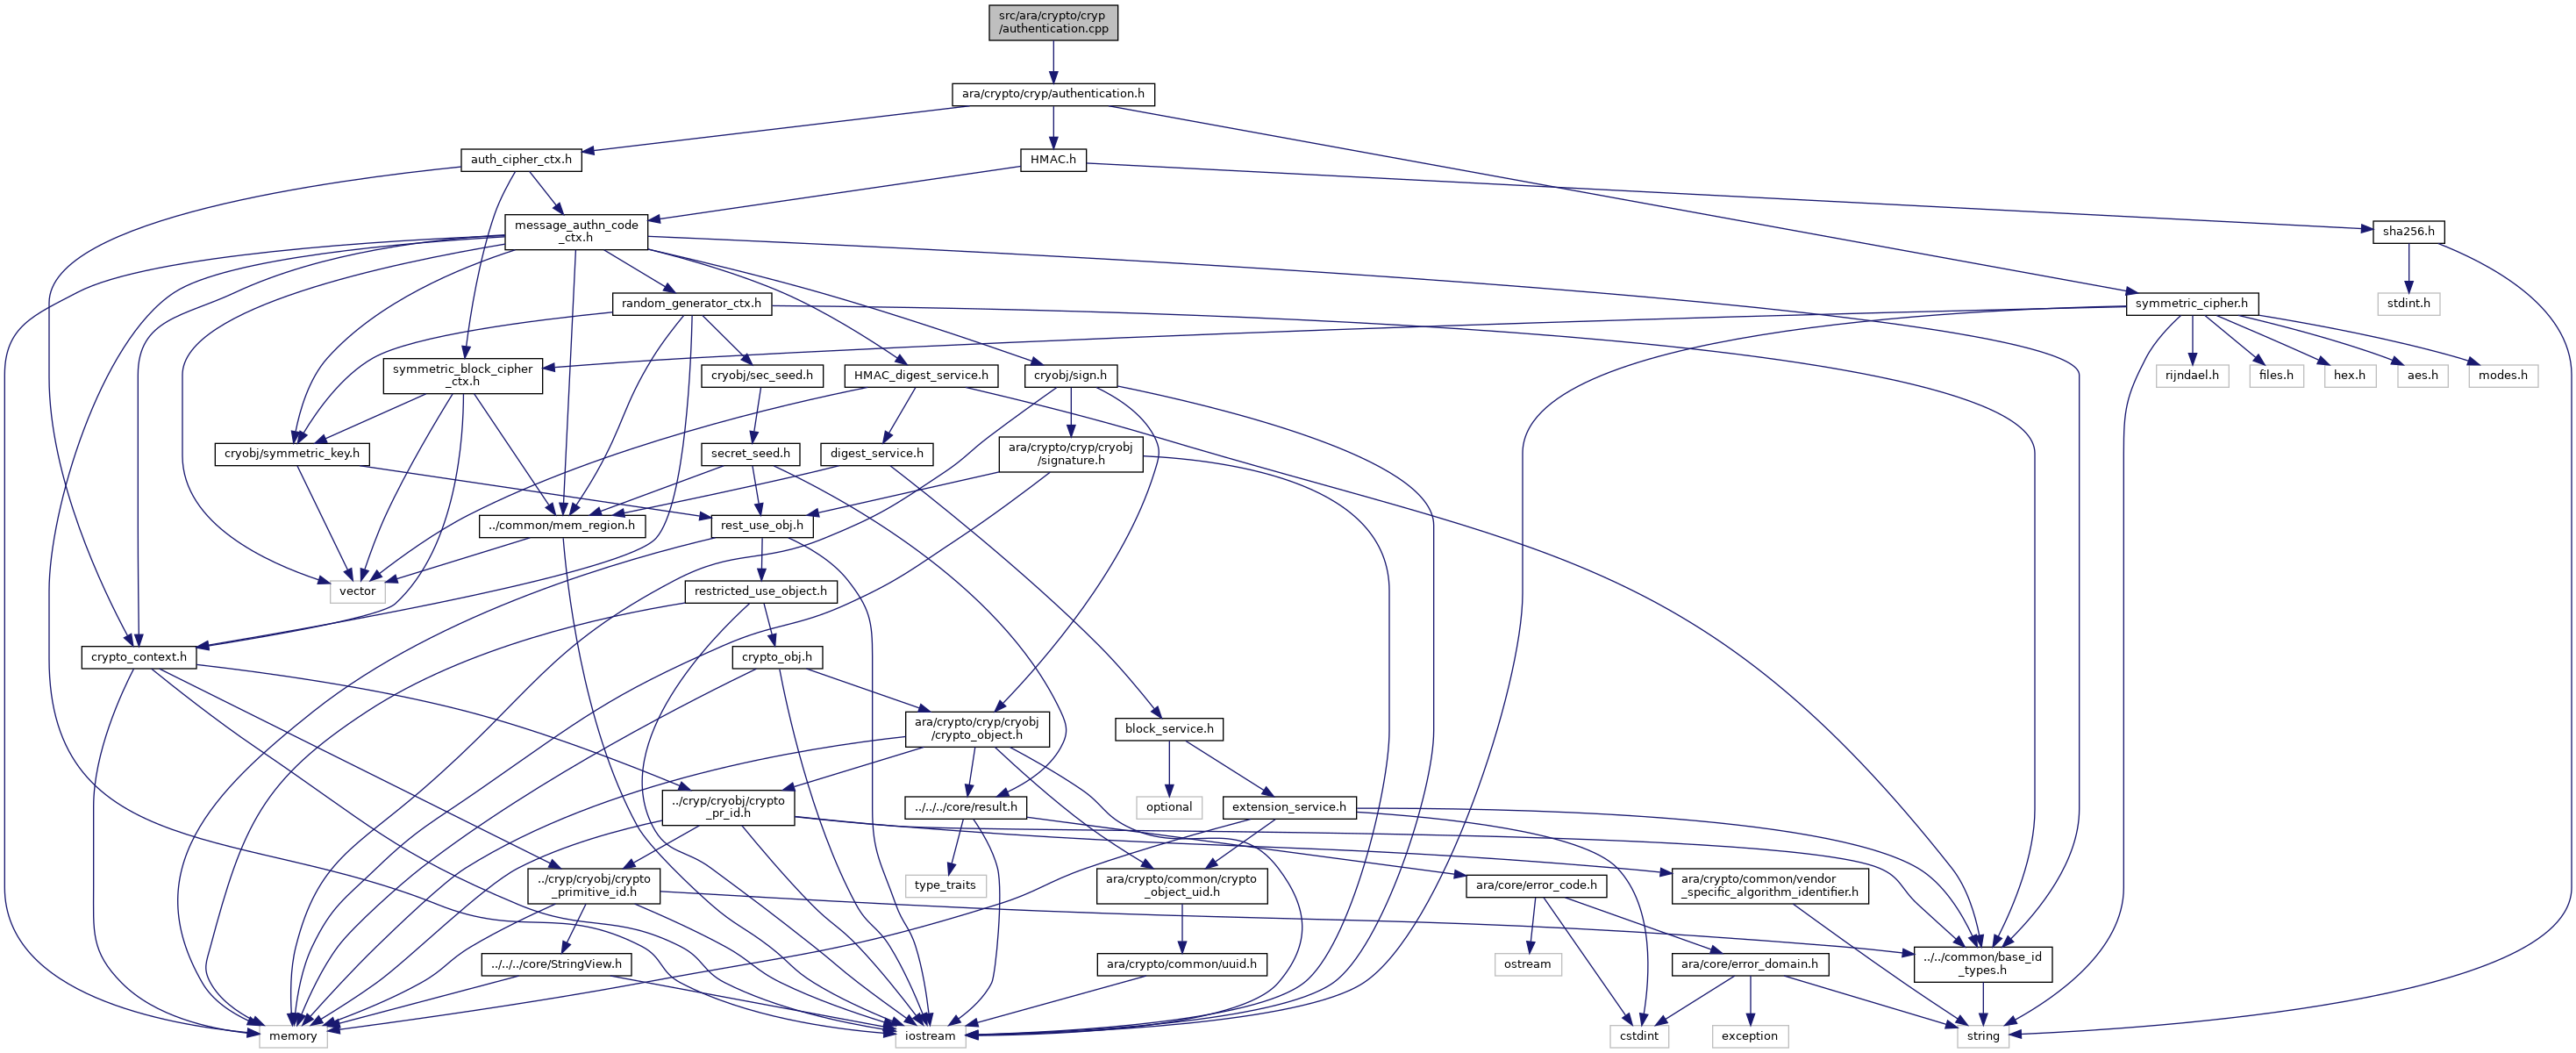 src/ara/crypto/cryp
/authentication.cpp
ara/crypto/cryp/authentication.h
auth_cipher_ctx.h
HMAC.h
message_authn_code
_ctx.h
sha256.h
random_generator_ctx.h
symmetric_cipher.h
stdint.h
symmetric_block_cipher
_ctx.h
cryobj/sec_seed.h
HMAC_digest_service.h
cryobj/sign.h
rijndael.h
files.h
hex.h
aes.h
modes.h
cryobj/symmetric_key.h
secret_seed.h
digest_service.h
ara/crypto/cryp/cryobj
/signature.h
../common/mem_region.h
rest_use_obj.h
vector
restricted_use_object.h
crypto_context.h
crypto_obj.h
ara/crypto/cryp/cryobj
/crypto_object.h
block_service.h
../cryp/cryobj/crypto
_pr_id.h
../../../core/result.h
optional
extension_service.h
../cryp/cryobj/crypto
_primitive_id.h
type_traits
ara/crypto/common/crypto
_object_uid.h
ara/core/error_code.h
ara/crypto/common/vendor
_specific_algorithm_identifier.h
../../../core/StringView.h
ara/crypto/common/uuid.h
ostream
ara/core/error_domain.h
../../common/base_id
_types.h
memory
iostream
cstdint
exception
string